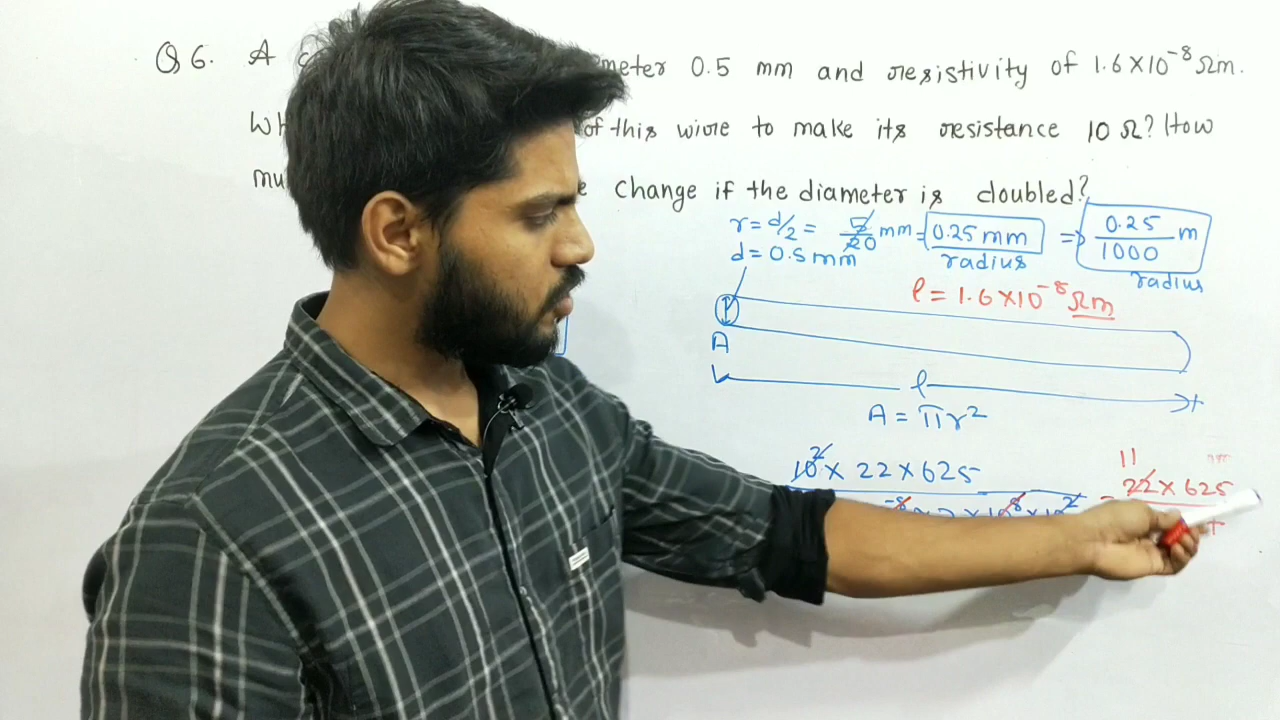 Q 6. A meter 0.5 mm and resistivity of 1.6×10⁻⁸ Ωm.
Wh of this wire to make its resistance 10 Ω? How
mu e change if the diameter is doubled?
r = d/2 = 5/20 mm = 0.25 mm ⇒ 0.25/1000 m
radius radius
d = 0.5 mm
ρ = 1.6×10⁻⁸ Ωm
A
l
A = πr²
2 11
10 × 22 × 625 = 22 × 625